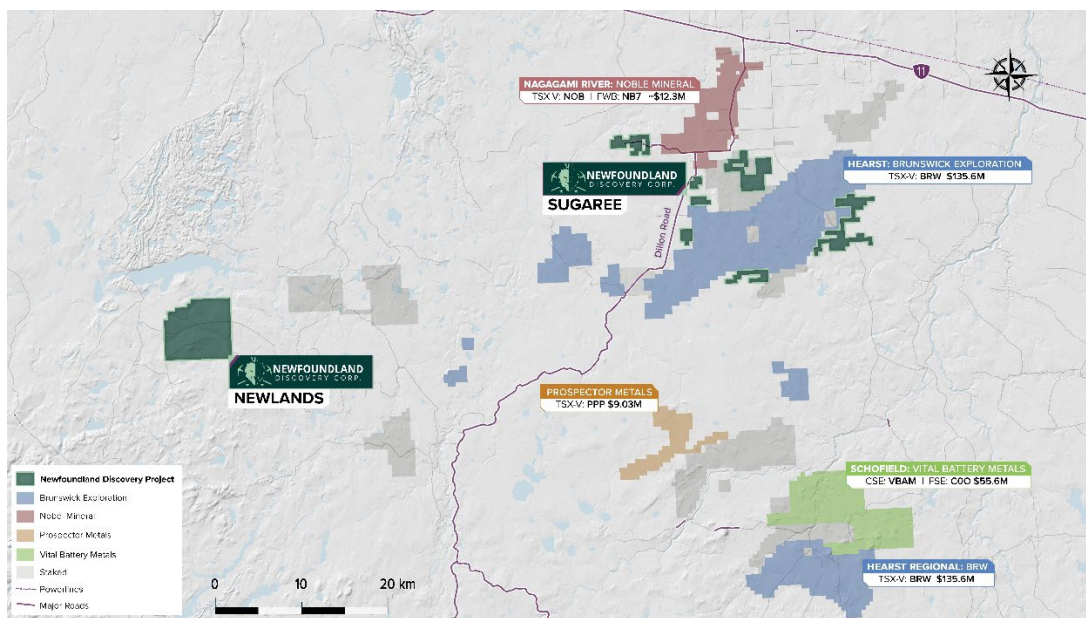 11
NAGAGAMI RIVER: NOBLE MINERAL
TSX V: NOB | FWB: NB7 ~$12.3M
NEWFOUNDLAND
DISCOVERY CORP.
SUGAREE
HEARST: BRUNSWICK EXPLORATION
TSX-V: BRW $135.6M
Dillon Road
NEWFOUNDLAND
DISCOVERY CORP.
NEWLANDS
PROSPECTOR METALS
TSX-V: PPP $9.03M
SCHOFIELD: VITAL BATTERY METALS
CSE: VBAM | FSE: C0O $55.6M
HEARST REGIONAL: BRW
TSX-V: BRW $135.6M
Newfoundland Discovery Project
Brunswick Exploration
Nobel Mineral
Prospector Metals
Vital Battery Metals
Staked
Powerlines
Major Roads
0 10 20 km